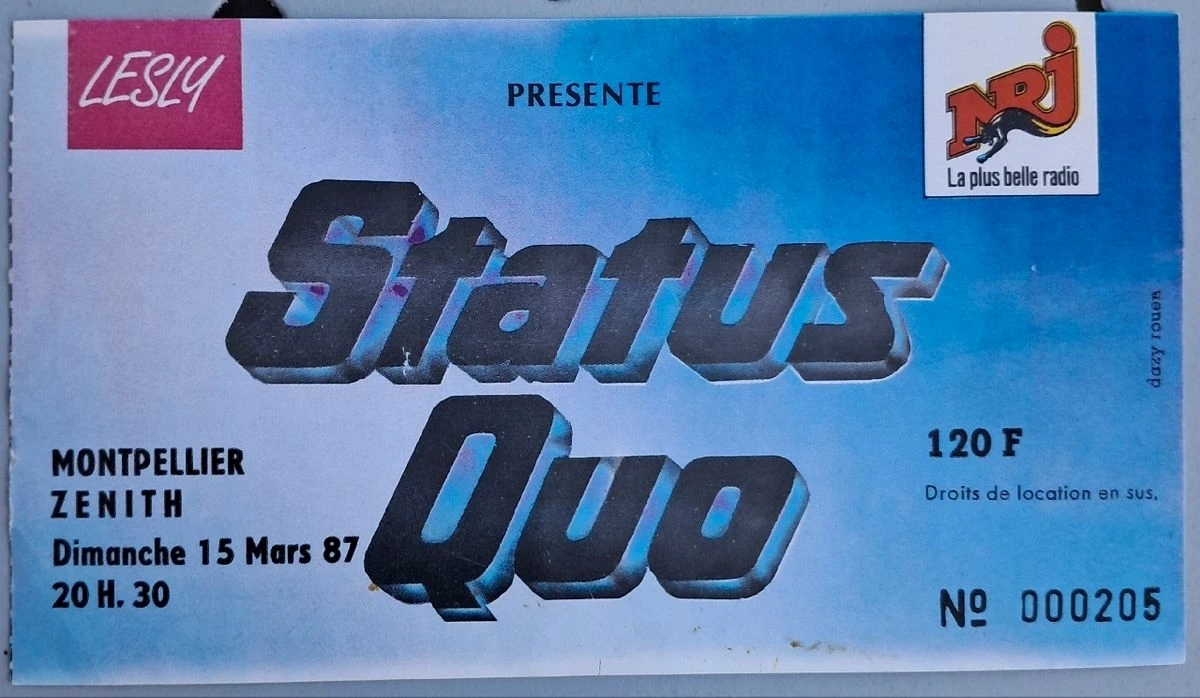 LESLY
PRESENTE
NRJ
La plus belle radio
Status
Quo
dazy rouen
MONTPELLIER
ZENITH
Dimanche 15 Mars 87
20 H. 30
120 F
Droits de location en sus.
Nº 000205